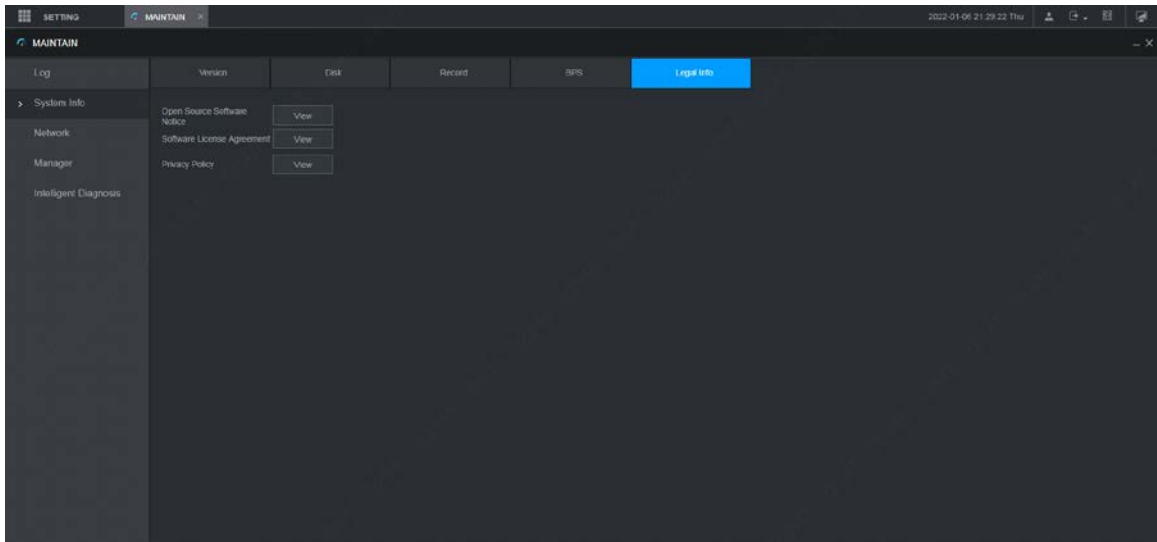 SETTING MAINTAIN × 2022-01-06 21:29:22 Thu
MAINTAIN
Log Version Disk Record BPS Legal Info
> System Info
Open Source Software
Notice View
Network
Software License Agreement View
Manager
Privacy Policy View
Intelligent Diagnosis